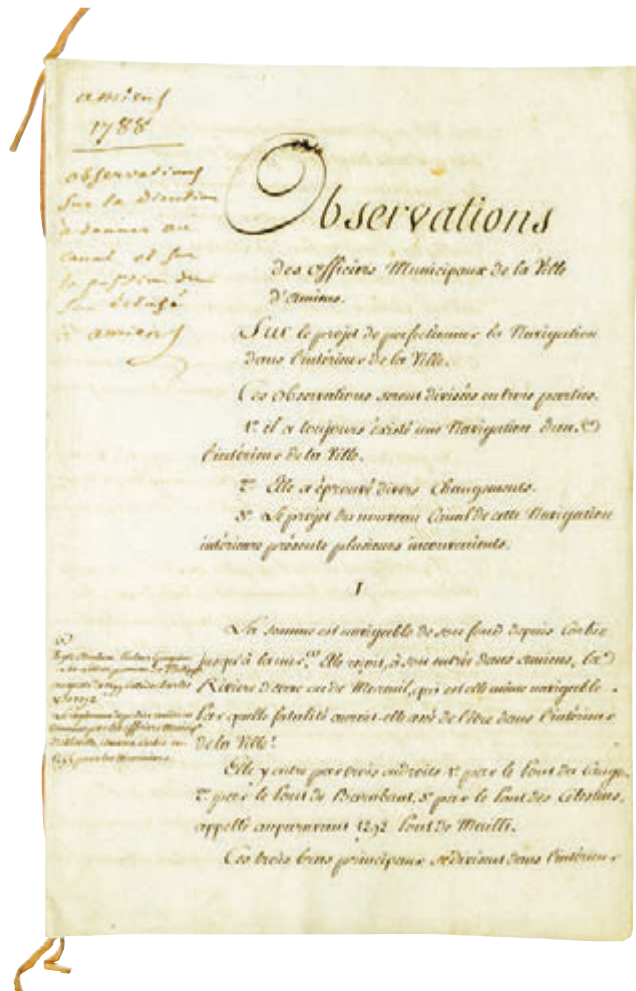 amiens
1788
observations
Sur la direction
à donner au
canal et sur
la position du
à amiens
Observations
des officiers Municipaux de la Ville
d'amiens.
Sur le projet de perfectionner la Navigation
dans l'intérieur de la Ville.
Ces observations seront divisées en trois parties.
1.° il a toujours existé une Navigation dans
l'intérieur de la Ville.
2.° Elle a éprouvé divers Changements.
3.° Le projet du nouveau Canal de cette Navigation
intérieure présente plusieurs inconvénients.
I
La somme est navigable de son fond depuis
jusqu'à la mer. Elle reçoit, à son entrée dans amiens, la
Rivière ou de Moreuil, qui est elle même navigable.
Par quelle fatalité auroit-elle cessé de l'être dans l'intérieur
de la Ville?
Elle y entre par trois endroits 1.° par le Pont du Cange,
2.° par le Pont de Barabant, 3.° par le Pont des Célestins,
appellé auparavant 1292 Pont de Mailli.
Ces trois bras principaux se divisent dans l'intérieur